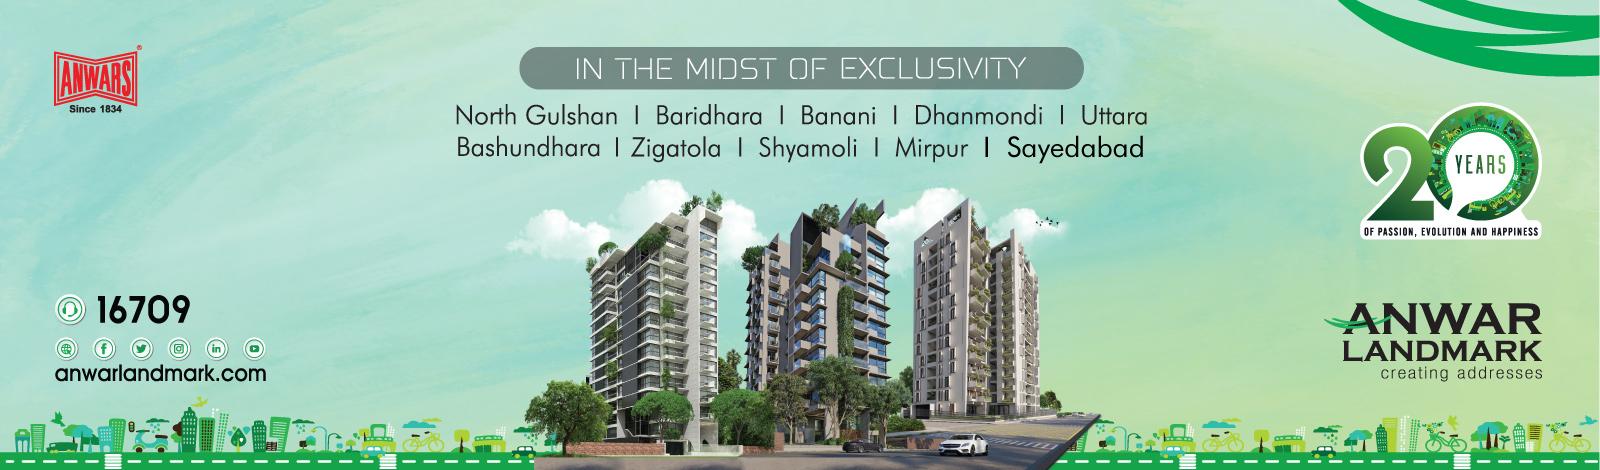 ANWARS®
Since 1834
IN THE MIDST OF EXCLUSIVITY
North Gulshan | Baridhara | Banani | Dhanmondi | Uttara
Bashundhara | Zigatola | Shyamoli | Mirpur | Sayedabad
20 YEARS
OF PASSION, EVOLUTION AND HAPPINESS
16709
anwarlandmark.com
ANWAR
LANDMARK
creating addresses